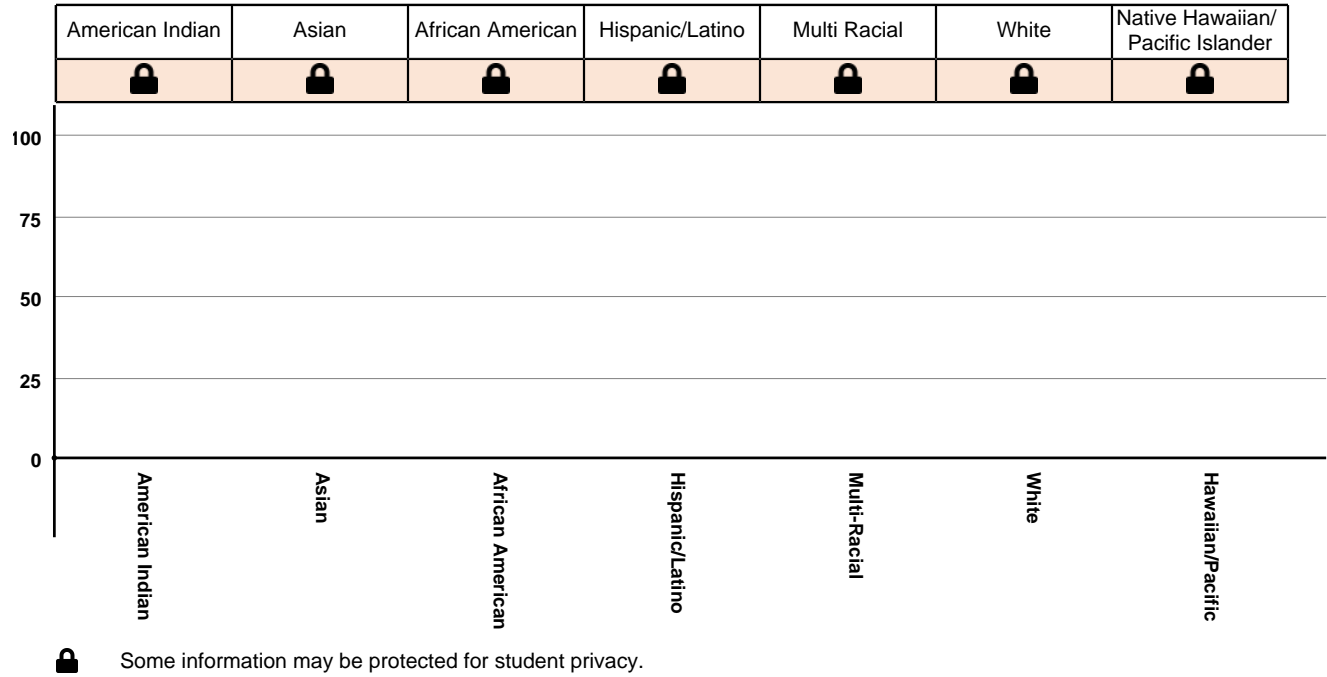 American Indian Asian African American Hispanic/Latino Multi Racial White Native Hawaiian/
Pacific Islander
100
75
50
25
0
American Indian
Asian
African American
Hispanic/Latino
Multi-Racial
White
Hawaiian/Pacific
Some information may be protected for student privacy.